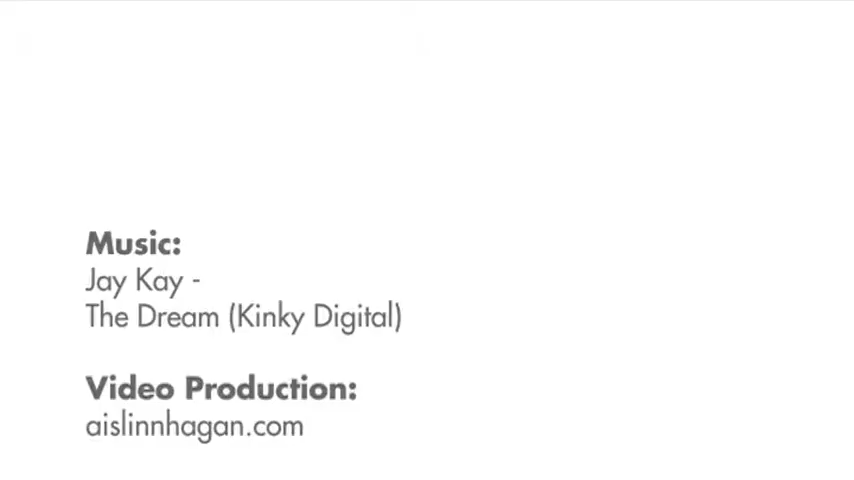 Music:
Jay Kay -
The Dream (Kinky Digital)
Video Production:
aislinnhagan.com